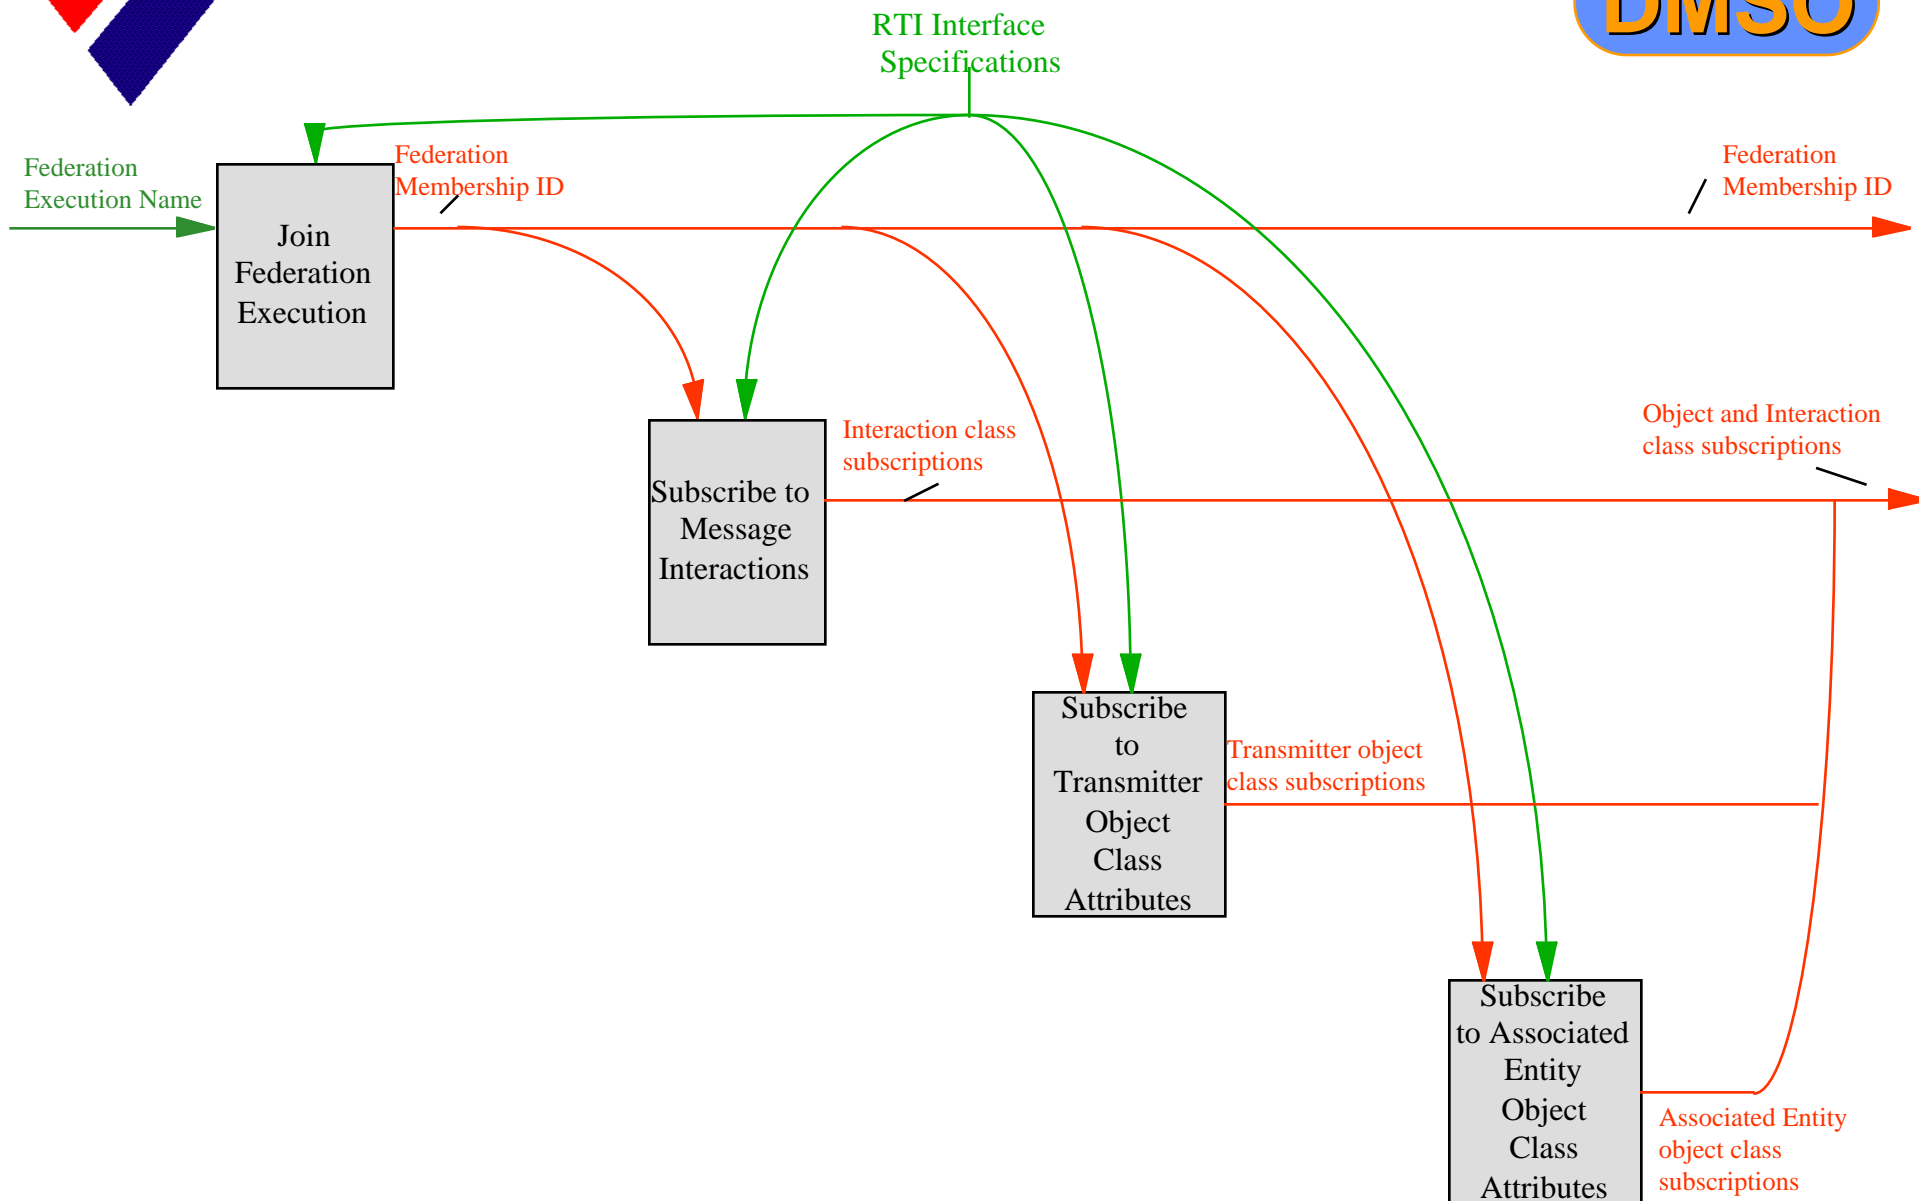 DMSO
RTI Interface
Specifications
Federation
Execution Name
Federation
Membership ID
Federation
Membership ID
Join
Federation
Execution
Interaction class
subscriptions
Object and Interaction
class subscriptions
Subscribe to
Message
Interactions
Subscribe
to
Transmitter
Object
Class
Attributes
Transmitter object
class subscriptions
Subscribe
to Associated
Entity
Object
Class
Attributes
Associated Entity
object class
subscriptions